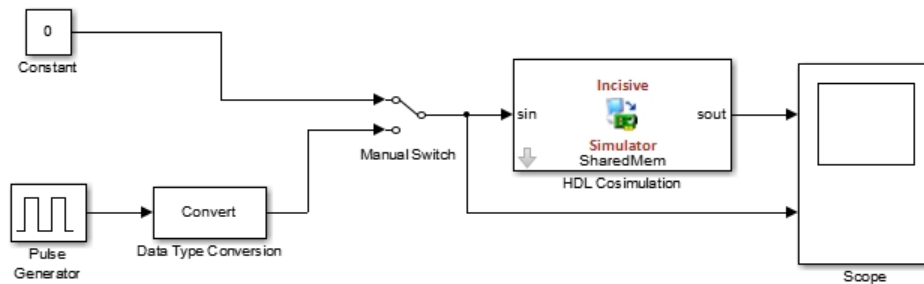 0
Constant
Manual Switch
sin
Incisive
Simulator
SharedMem
sout
HDL Cosimulation
Pulse
Generator
Convert
Data Type Conversion
Scope